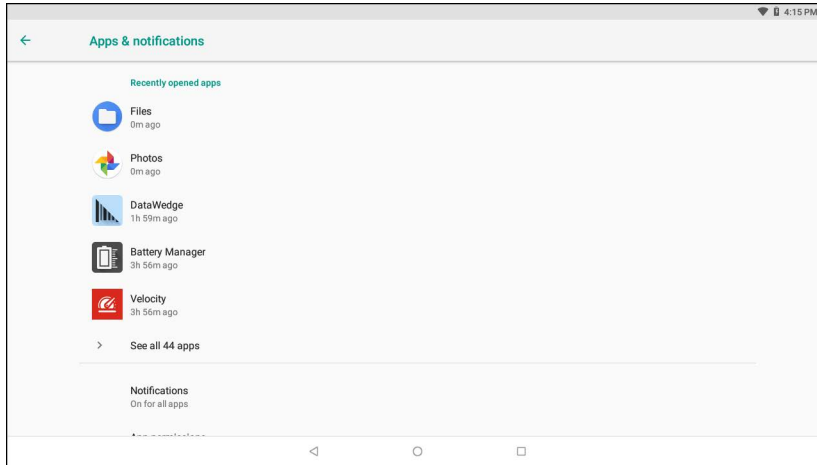 4:15 PM
Apps & notifications
Recently opened apps
Files
0m ago
Photos
0m ago
DataWedge
1h 59m ago
Battery Manager
3h 56m ago
Velocity
3h 56m ago
See all 44 apps
Notifications
On for all apps